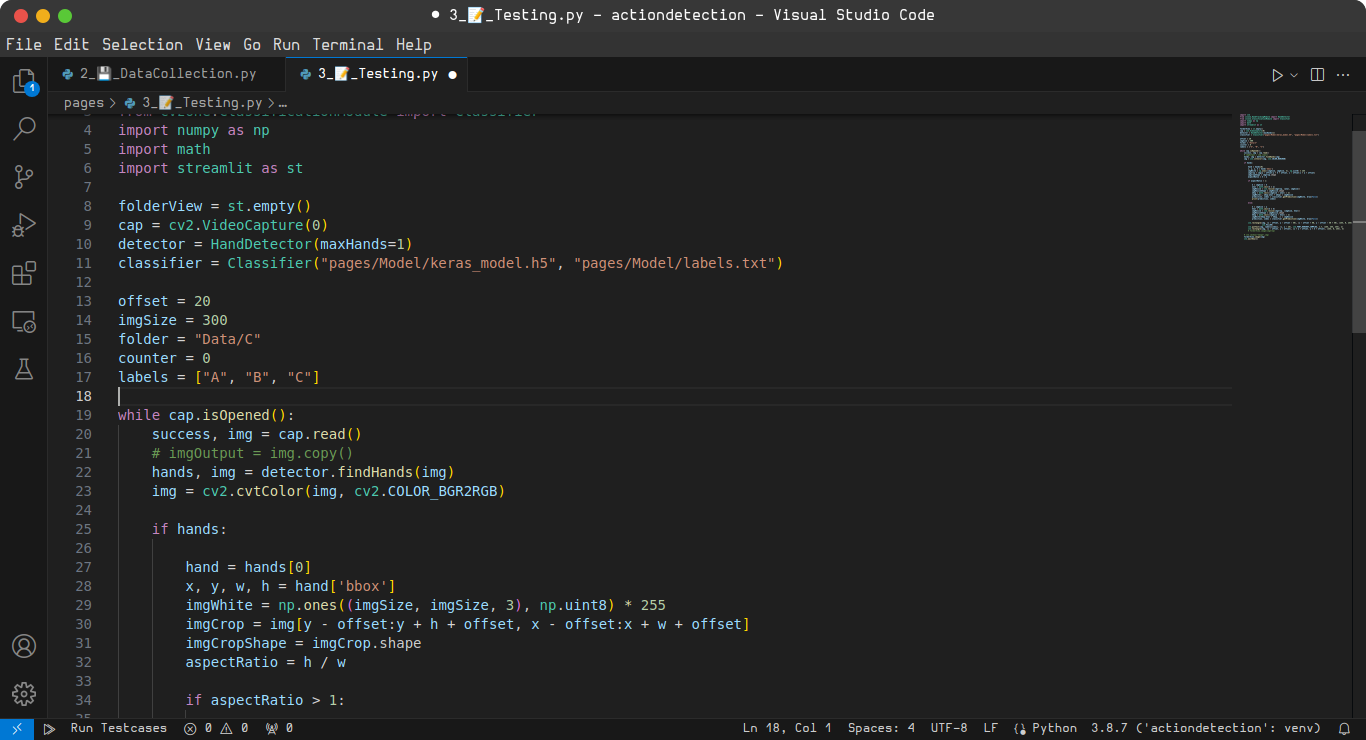 ● 3_📝_Testing.py - actiondetection - Visual Studio Code
File Edit Selection View Go Run Terminal Help
2_💾_DataCollection.py
3_📝_Testing.py ●
pages > 3_📝_Testing.py > …
1
3 from cvzone.ClassificationModule import Classifier
4 import numpy as np
5 import math
6 import streamlit as st
7
8 folderView = st.empty()
9 cap = cv2.VideoCapture(0)
10 detector = HandDetector(maxHands=1)
11 classifier = Classifier("pages/Model/keras_model.h5", "pages/Model/labels.txt")
12
13 offset = 20
14 imgSize = 300
15 folder = "Data/C"
16 counter = 0
17 labels = ["A", "B", "C"]
18
19 while cap.isOpened():
20 success, img = cap.read()
21 # imgOutput = img.copy()
22 hands, img = detector.findHands(img)
23 img = cv2.cvtColor(img, cv2.COLOR_BGR2RGB)
24
25 if hands:
26
27 hand = hands[0]
28 x, y, w, h = hand['bbox']
29 imgWhite = np.ones((imgSize, imgSize, 3), np.uint8) * 255
30 imgCrop = img[y - offset:y + h + offset, x - offset:x + w + offset]
31 imgCropShape = imgCrop.shape
32 aspectRatio = h / w
33
34 if aspectRatio > 1:
35
Run Testcases 0 0 0 Ln 18, Col 1 Spaces: 4 UTF-8 LF Python 3.8.7 ('actiondetection': venv)